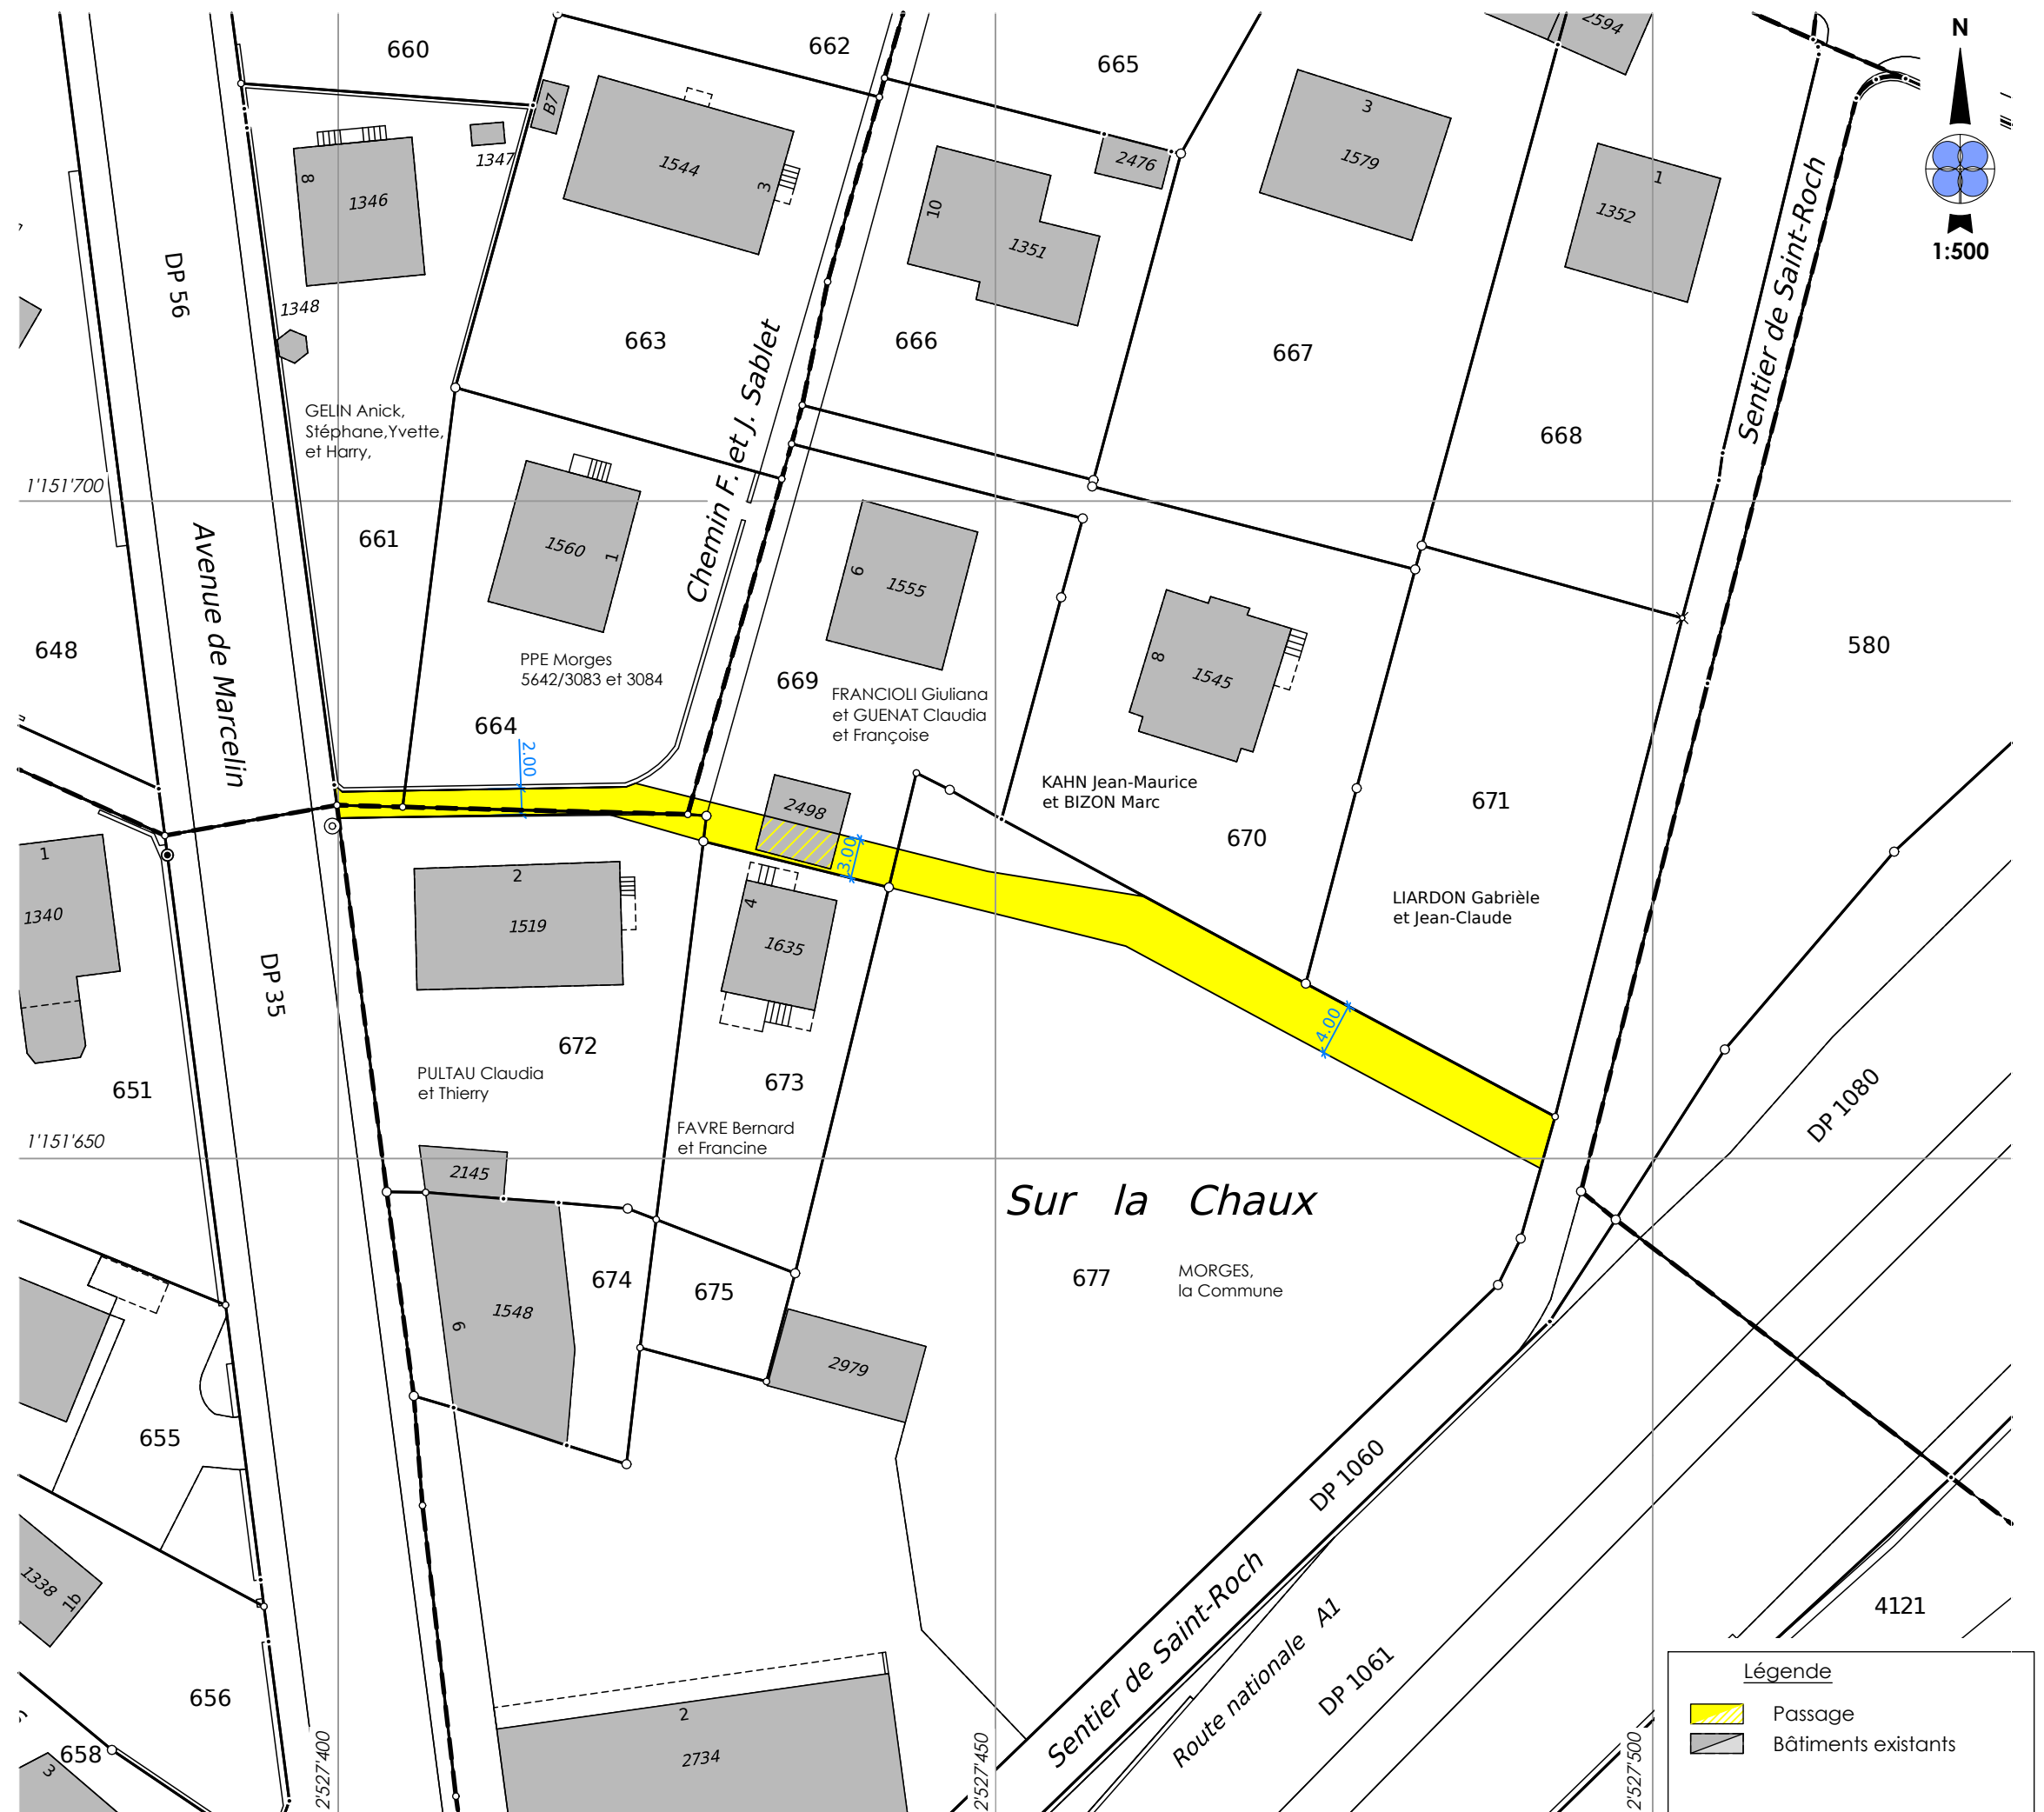 660
662
665
2594
N
B7
1347
1544
3
3
1579
2476
8
1346
10
1351
1
1352
1:500
Sentier de Saint-Roch
DP 56
1348
663
666
667
668
Chemin F. et J. Sablet
GELIN Anick,
Stéphane,Yvette,
et Harry,
1'151'700
661
1560
1
6
1555
Avenue de Marcelin
648
PPE Morges
5642/3083 et 3084
669
FRANCIOLI Giuliana
et GUENAT Claudia
et Françoise
8
1545
580
664
2.00
KAHN Jean-Maurice
et BIZON Marc
671
2498
3.00
670
1
2
1340
1519
4
1635
LIARDON Gabrièle
et Jean-Claude
DP 35
4.00
672
673
651
PULTAU Claudia
et Thierry
DP 1080
1'151'650
FAVRE Bernard
et Francine
2145
Sur la Chaux
674
675
677
MORGES,
la Commune
1548
6
2979
655
DP 1060
1338
1b
Sentier de Saint-Roch
Route nationale A1
DP 1061
4121
656
658
3
2
2734
2'527'400
2'527'450
2'527'500
Légende
Passage
Bâtiments existants